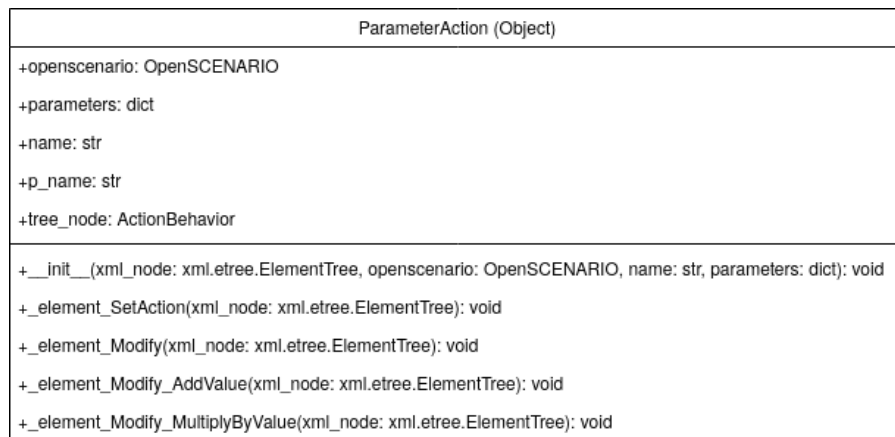 ParameterAction (Object)
+openscenario: OpenSCENARIO
+parameters: dict
+name: str
+p_name: str
+tree_node: ActionBehavior
+__init__(xml_node: xml.etree.ElementTree, openscenario: OpenSCENARIO, name: str, parameters: dict): void
+_element_SetAction(xml_node: xml.etree.ElementTree): void
+_element_Modify(xml_node: xml.etree.ElementTree): void
+_element_Modify_AddValue(xml_node: xml.etree.ElementTree): void
+_element_Modify_MultiplyByValue(xml_node: xml.etree.ElementTree): void